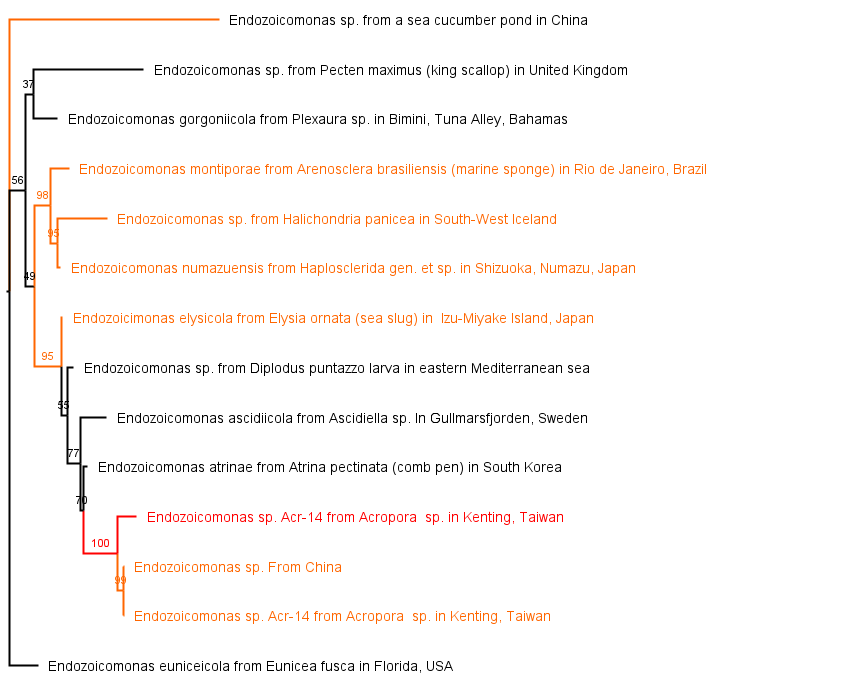 Endozoicomonas sp. from a sea cucumber pond in China
Endozoicomonas sp. from Pecten maximus (king scallop) in United Kingdom
37
Endozoicomonas gorgoniicola from Plexaura sp. in Bimini, Tuna Alley, Bahamas
Endozoicomonas montiporae from Arenosclera brasiliensis (marine sponge) in Rio de Janeiro, Brazil
56
98
Endozoicomonas sp. from Halichondria panicea in South-West Iceland
95
Endozoicomonas numazuensis from Haplosclerida gen. et sp. in Shizuoka, Numazu, Japan
49
Endozoicimonas elysicola from Elysia ornata (sea slug) in  Izu-Miyake Island, Japan
95
Endozoicomonas sp. from Diplodus puntazzo larva in eastern Mediterranean sea
55
Endozoicomonas ascidiicola from Ascidiella sp. In Gullmarsfjorden, Sweden
77
Endozoicomonas atrinae from Atrina pectinata (comb pen) in South Korea
70
Endozoicomonas sp. Acr-14 from Acropora  sp. in Kenting, Taiwan
100
Endozoicomonas sp. From China
99
Endozoicomonas sp. Acr-14 from Acropora  sp. in Kenting, Taiwan
Endozoicomonas euniceicola from Eunicea fusca in Florida, USA